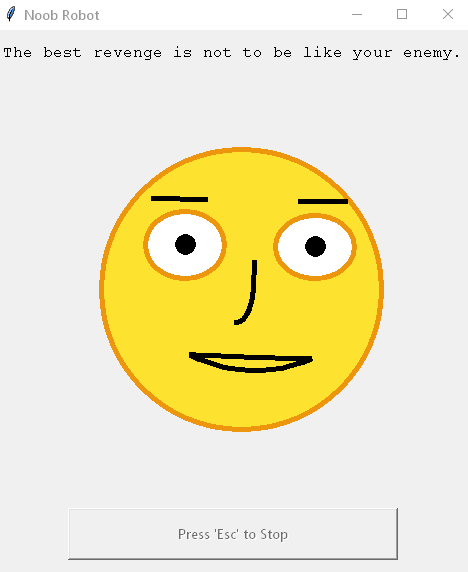 Noob Robot
The best revenge is not to be like your enemy.
Press 'Esc' to Stop